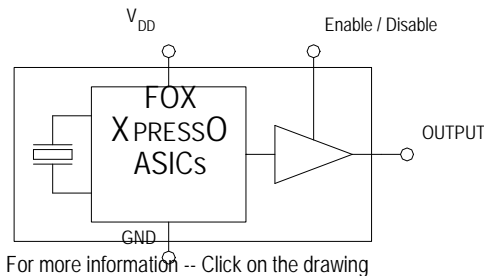 VDD
Enable / Disable
FOX
XPRESSO
ASICs
OUTPUT
GND
For more information -- Click on the drawing